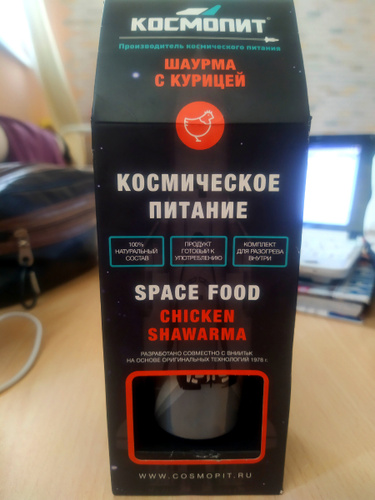 КОСМОПИТ
Производитель космического питания
ШАУРМА
С КУРИЦЕЙ
КОСМИЧЕСКОЕ
ПИТАНИЕ
100%
НАТУРАЛЬНЫЙ
СОСТАВ
ПРОДУКТ
ГОТОВЫЙ К
УПОТРЕБЛЕНИЮ
КОМПЛЕКТ
ДЛЯ РАЗОГРЕВА
ВНУТРИ
SPACE FOOD
CHICKEN
SHAWARMA
РАЗРАБОТАНО СОВМЕСТНО С ВНИИТЕК
НА ОСНОВЕ ОРИГИНАЛЬНЫХ ТЕХНОЛОГИЙ 1978 г.
WWW.COSMOPIT.RU